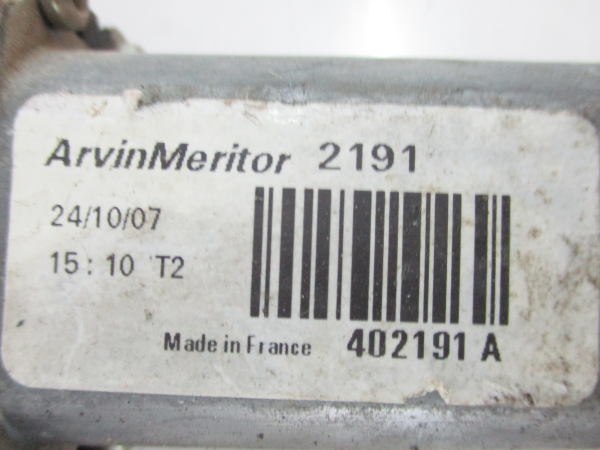 ArvinMeritor 2191
24/10/07
15:10 T2
Made in France 402191 A